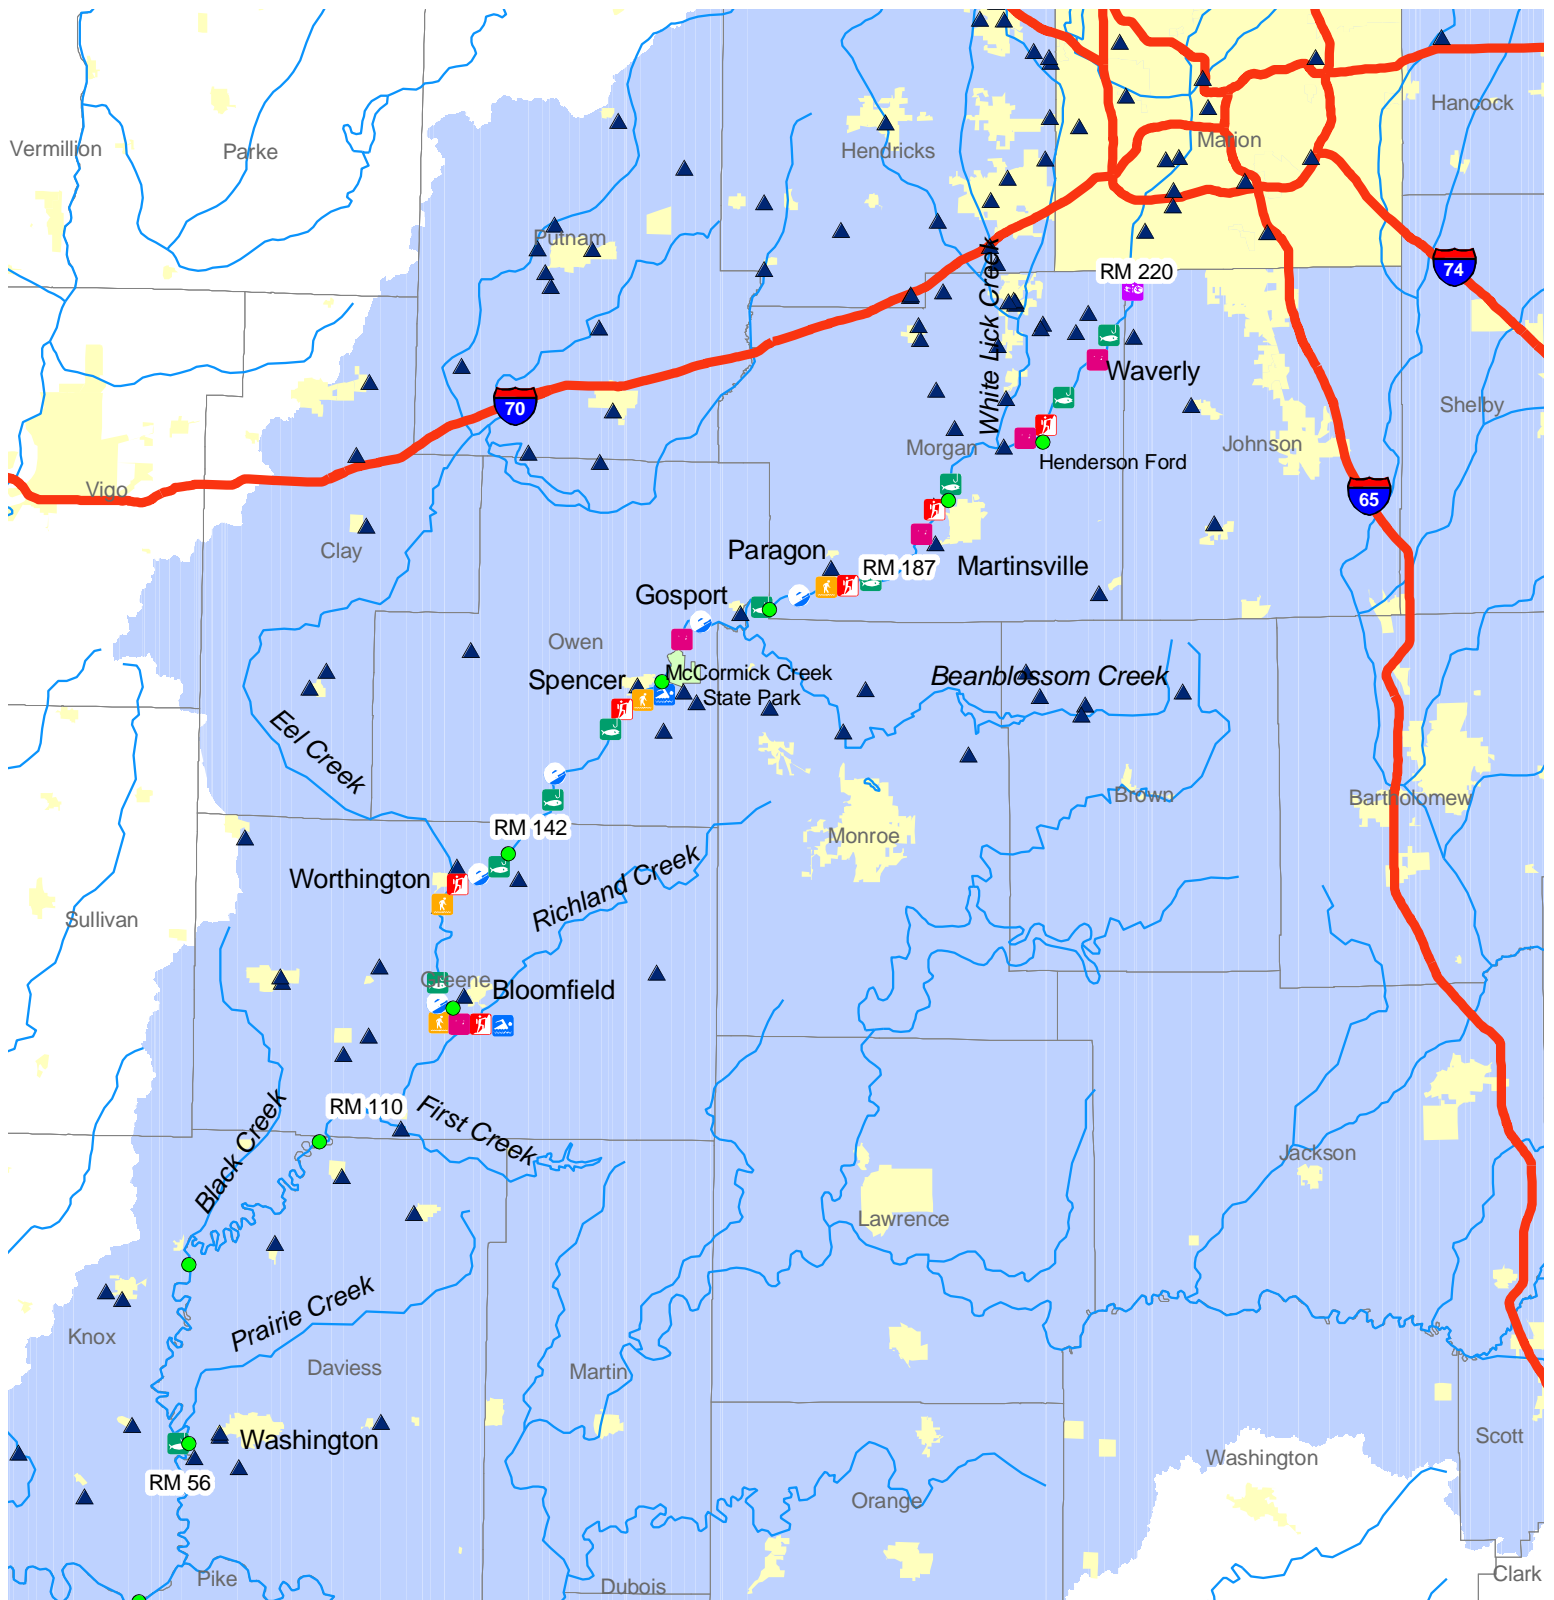 Hancock
Vermillion
Parke
Hendricks
Marion
Putnam
White Lick Creek
RM 220
74
Waverly
70
Shelby
Morgan
Johnson
Henderson Ford
Vigo
65
Clay
Paragon
RM 187
Martinsville
Gosport
Owen
Spencer
McCormick Creek
State Park
Beanblossom Creek
Eel Creek
Brown
Bartholomew
RM 142
Monroe
Worthington
Richland Creek
Sullivan
Greene
Bloomfield
RM 110
First Creek
Black Creek
Jackson
Lawrence
Prairie Creek
Knox
Daviess
Martin
Washington
Scott
Washington
RM 56
Orange
Pike
Dubois
Clark